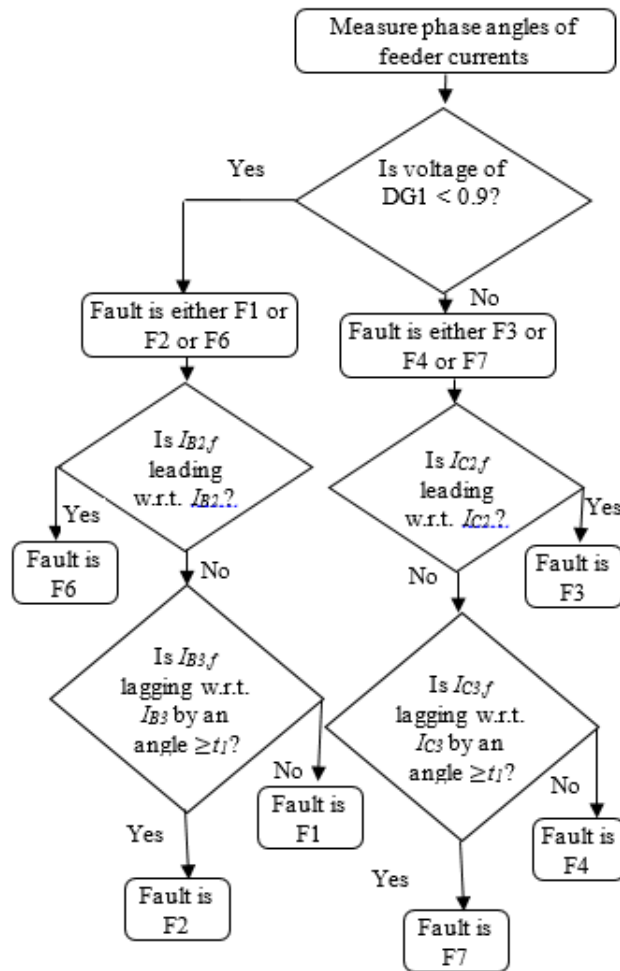 Measure phase angles of
feeder currents
Yes
Is voltage of
DG1 < 0.9?
No
Fault is either F1 or
F2 or F6
Fault is either F3 or
F4 or F7
Is IB2,f
leading
w.r.t. IB2?
Is IC2,f
leading
w.r.t. IC2?
Yes
Yes
Fault is
F6
No
No
Fault is
F3
Is IB3,f
lagging w.r.t.
IB3 by an
angle ≥t1?
Is IC3,f
lagging w.r.t.
IC3 by an
angle ≥t1?
No
No
Fault is
F1
Yes
Fault is
F4
Yes
Fault is
F2
Fault is
F7